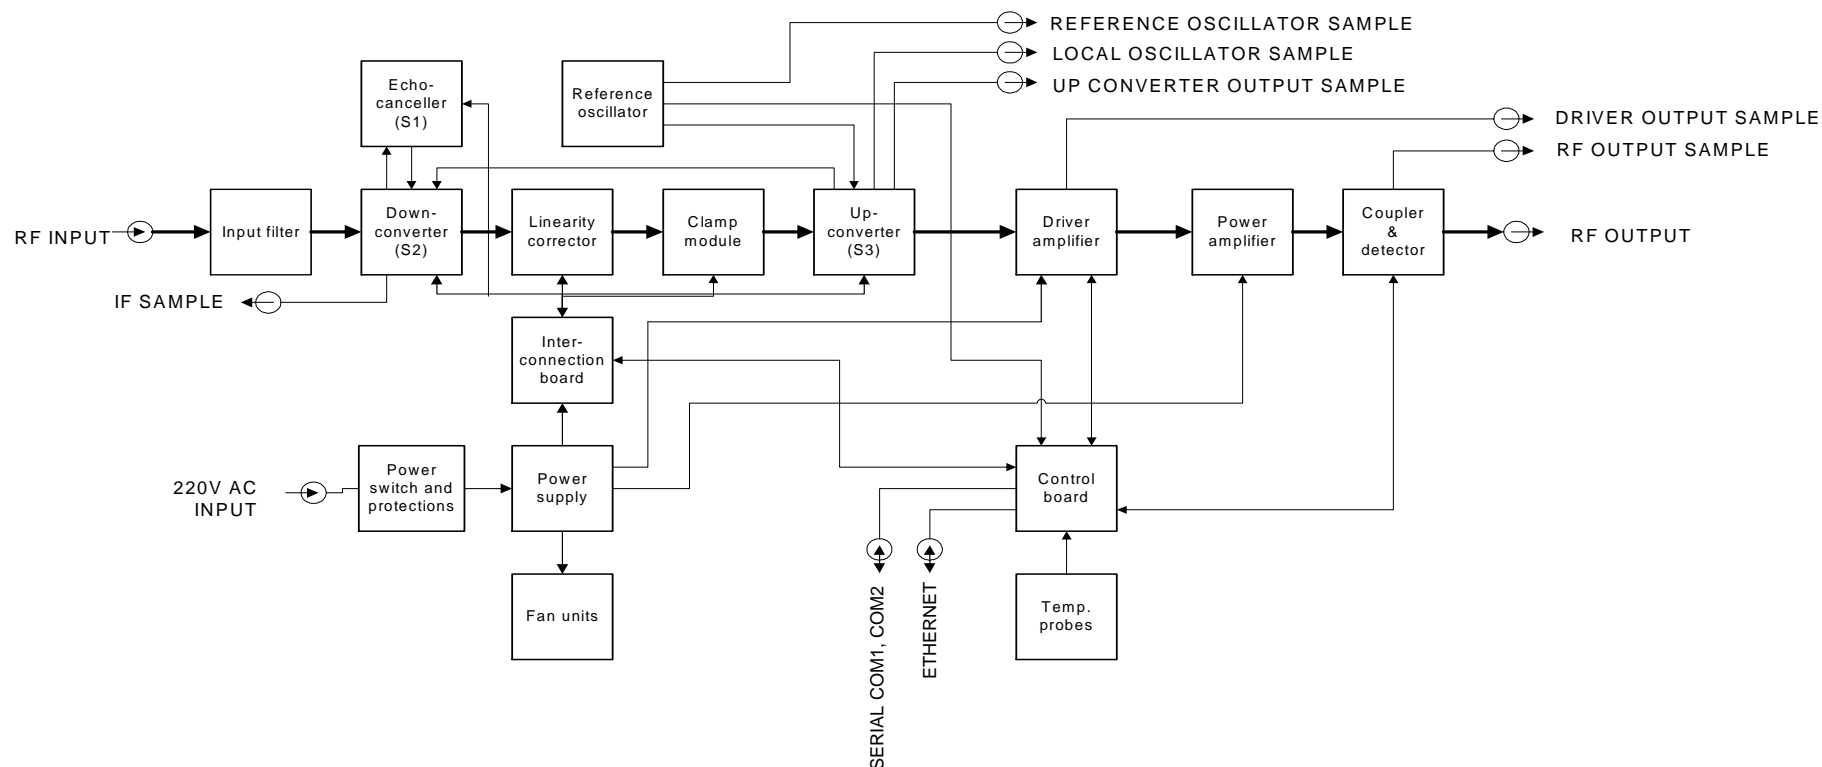 REFERENCE OSCILLATOR SAMPLE
LOCAL OSCILLATOR SAMPLE
UP CONVERTER OUTPUT SAMPLE
Echo-
canceller
(S1)
Reference
oscillator
DRIVER OUTPUT SAMPLE
RF OUTPUT SAMPLE
RF INPUT
Input filter
Down-
converter
(S2)
Linearity
corrector
Clamp
module
Up-
converter
(S3)
Driver
amplifier
Power
amplifier
Coupler
&
detector
RF OUTPUT
IF SAMPLE
Inter-
connection
board
220V AC
INPUT
Power
switch and
protections
Power
supply
Control
board
Fan units
SERIAL COM1, COM2
ETHERNET
Temp.
probes